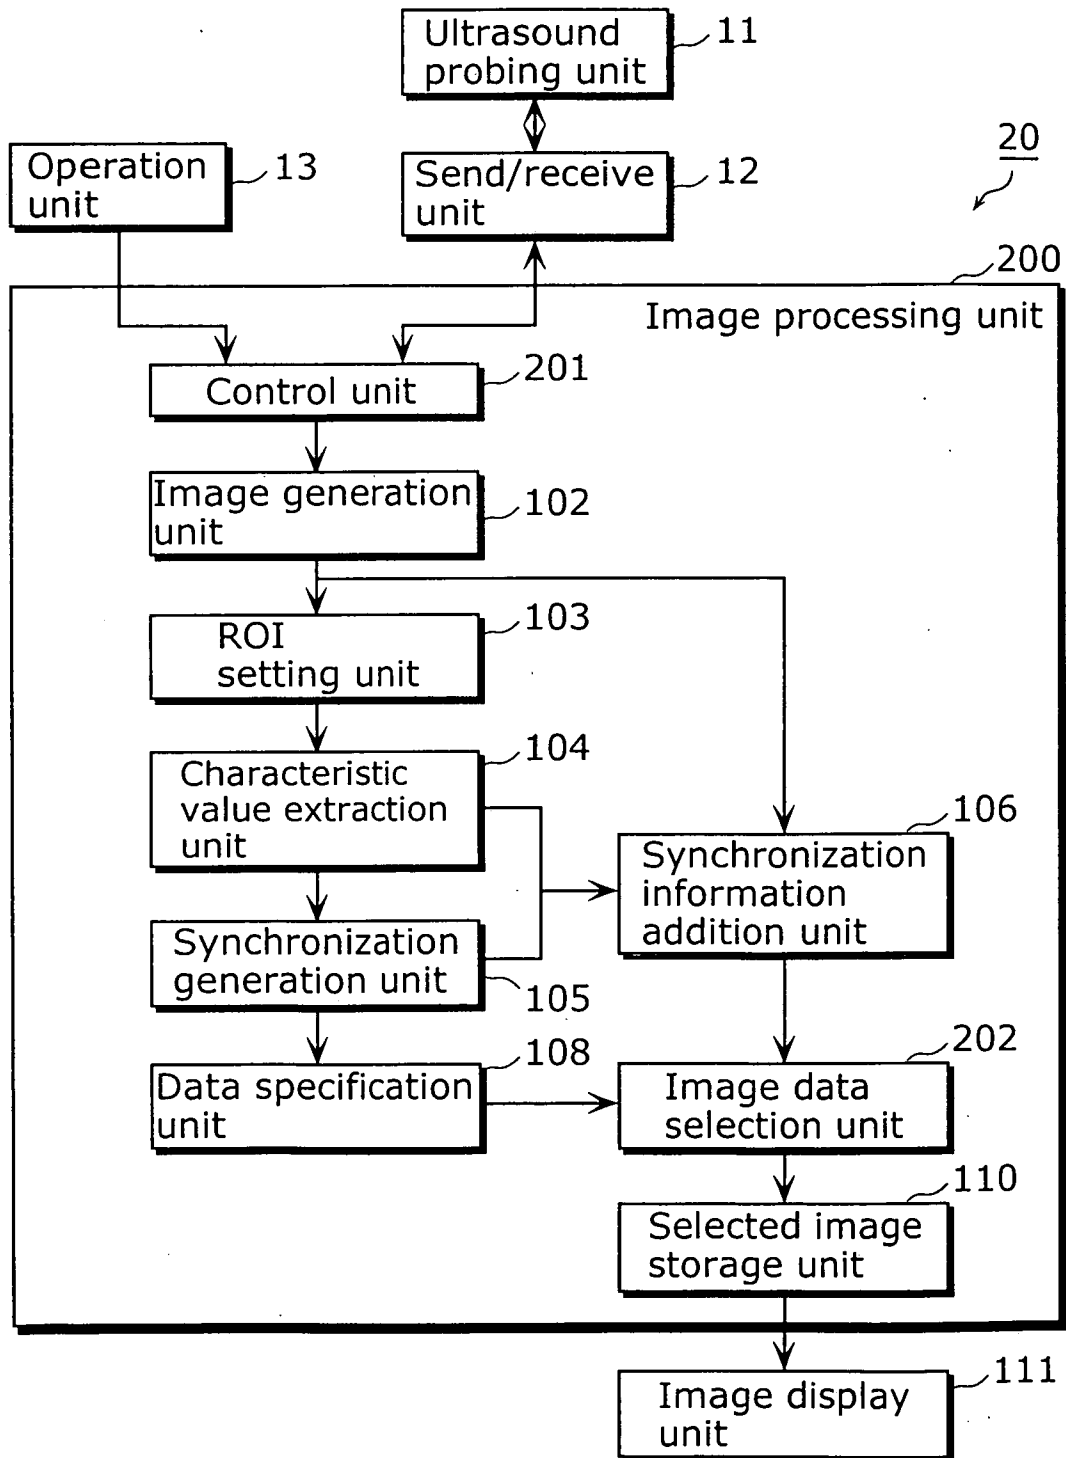 Ultrasound
probing unit
11
20
Operation
unit
13
Send/receive
unit
12
200
Image processing unit
Control unit
201
Image generation
unit
102
ROI
setting unit
103
Characteristic
value extraction
unit
104
Synchronization
information
addition unit
106
Synchronization
generation unit
105
Data specification
unit
108
Image data
selection unit
202
Selected image
storage unit
110
Image display
unit
111